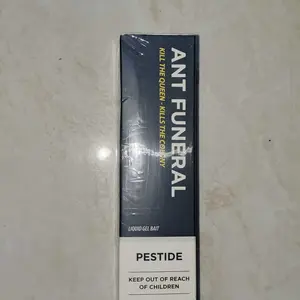 ANT FUNERAL
KILL THE QUEEN - KILLS THE COLONY
LIQUID GEL BAIT
PESTIDE
KEEP OUT OF REACH
OF CHILDREN